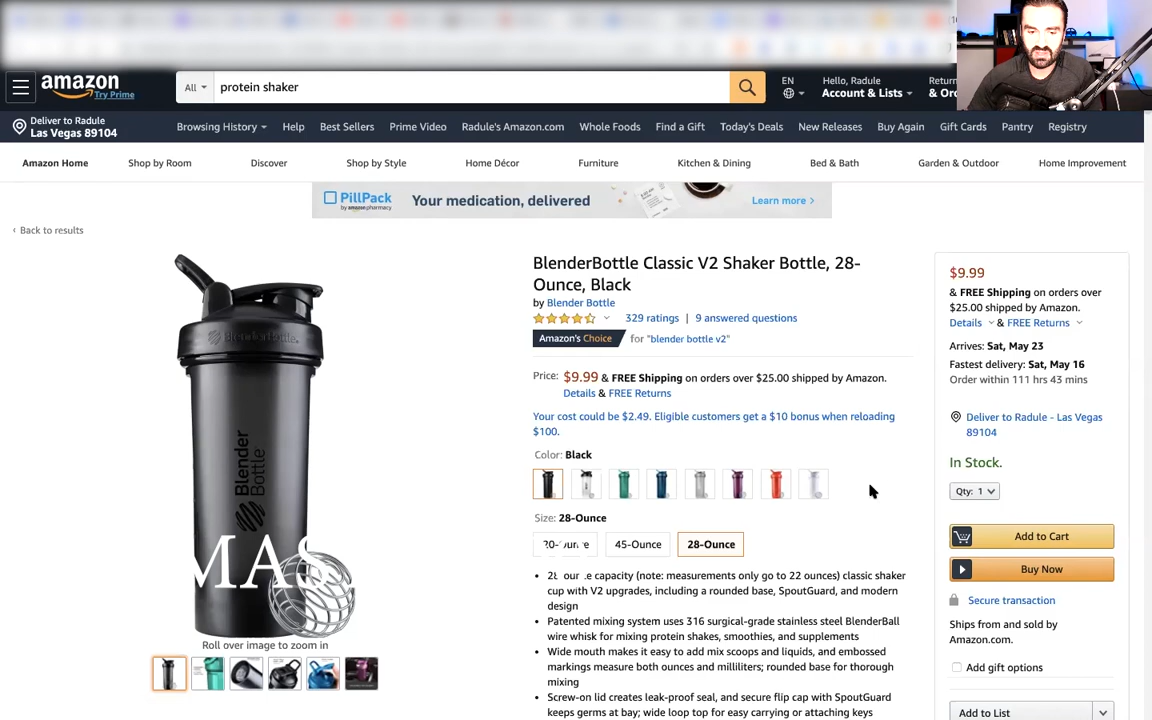 amazon
Try Prime
All
protein shaker
EN
Hello, Radule
Account & Lists
Return
& Or
Deliver to Radule
Las Vegas 89104
Browsing History
Help
Best Sellers
Prime Video
Radule's Amazon.com
Whole Foods
Find a Gift
Today's Deals
New Releases
Buy Again
Gift Cards
Pantry
Registry
Amazon Home
Shop by Room
Discover
Shop by Style
Home Décor
Furniture
Kitchen & Dining
Bed & Bath
Garden & Outdoor
Home Improvement
PillPack
by amazon pharmacy
Your medication, delivered
Learn more >
‹ Back to results
BlenderBottle
Blender
Bottle
MAS
Roll over image to zoom in
BlenderBottle Classic V2 Shaker Bottle, 28-
Ounce, Black
by Blender Bottle
329 ratings | 9 answered questions
Amazon's Choice for "blender bottle v2"
Price: $9.99 & FREE Shipping on orders over $25.00 shipped by Amazon.
Details & FREE Returns
Your cost could be $2.49. Eligible customers get a $10 bonus when reloading
$100.
Color: Black
Size: 28-Ounce
45-Ounce
28-Ounce
capacity (note: measurements only go to 22 ounces) classic shaker
cup with V2 upgrades, including a rounded base, SpoutGuard, and modern
design
• Patented mixing system uses 316 surgical-grade stainless steel BlenderBall
wire whisk for mixing protein shakes, smoothies, and supplements
• Wide mouth makes it easy to add mix scoops and liquids, and embossed
markings measure both ounces and milliliters; rounded base for thorough
mixing
• Screw-on lid creates leak-proof seal, and secure flip cap with SpoutGuard
keeps germs at bay; wide loop top for easy carrying or attaching keys
$9.99
& FREE Shipping on orders over
$25.00 shipped by Amazon.
Details & FREE Returns
Arrives: Sat, May 23
Fastest delivery: Sat, May 16
Order within 111 hrs 43 mins
Deliver to Radule - Las Vegas
89104
In Stock.
Qty: 1
Add to Cart
Buy Now
Secure transaction
Ships from and sold by
Amazon.com.
Add gift options
Add to List